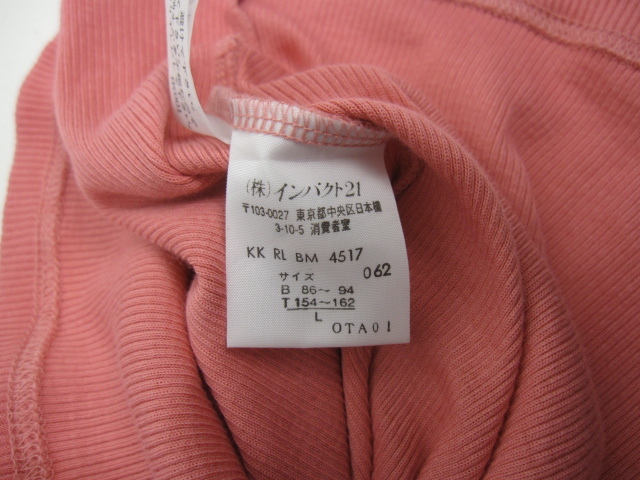 (株)インパクト21
〒103-0027 東京都中央区日本橋
3-10-5 消費者室
KK RL BM 4517
062
サイズ
B 86～ 94
T 154～162
L
OTA01